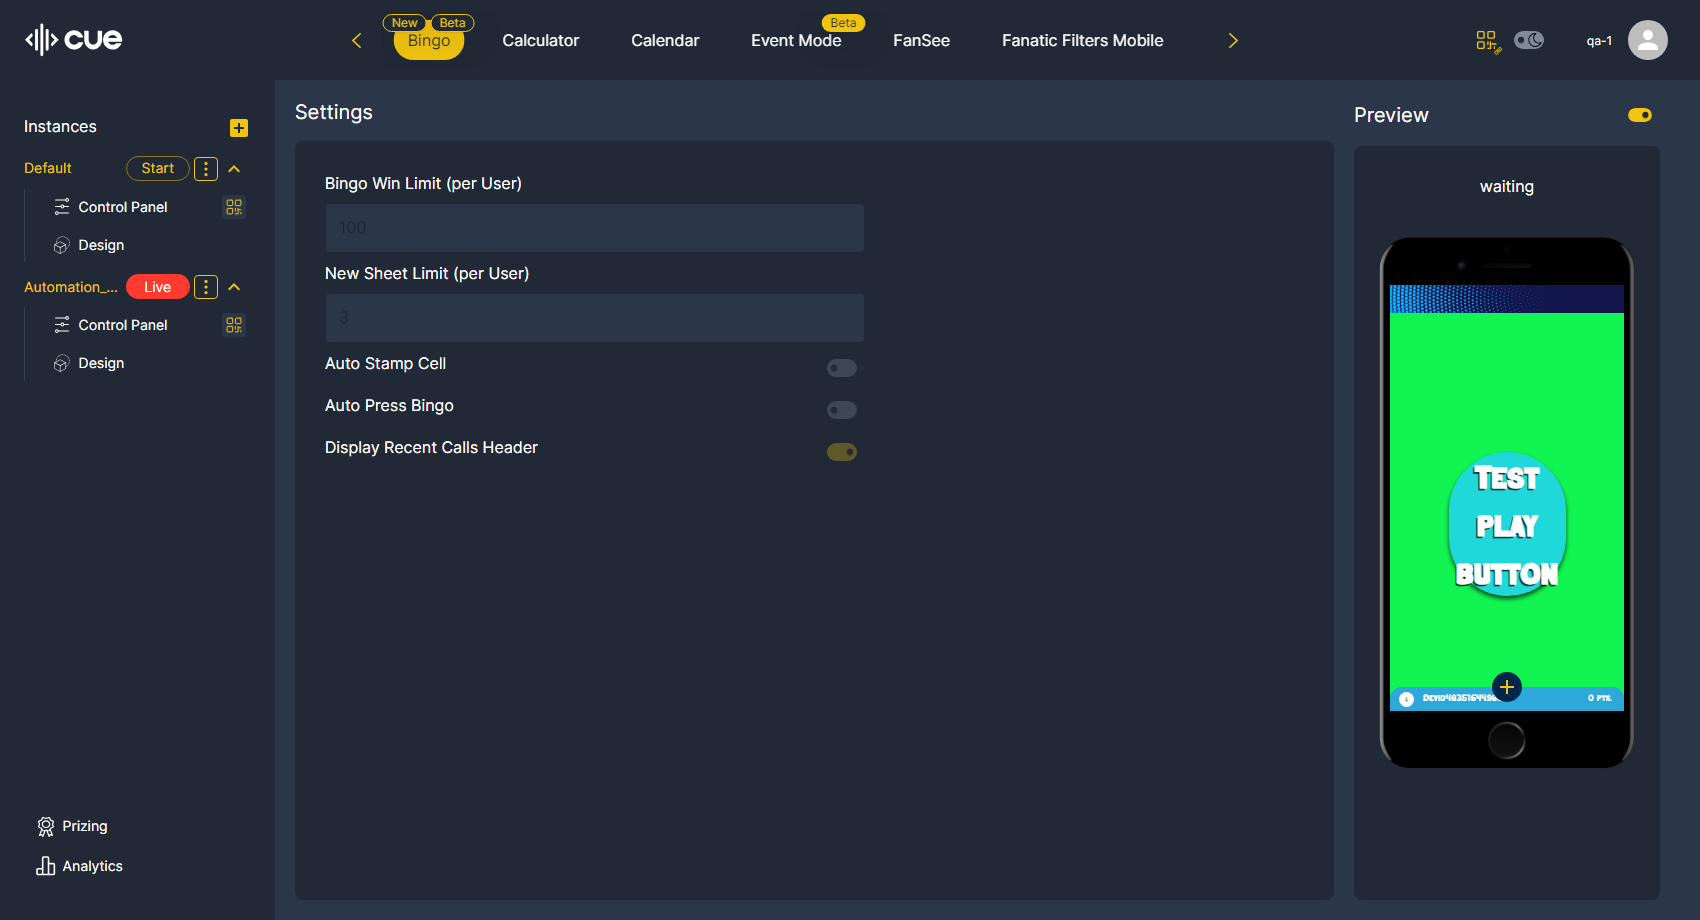 cue
New
Beta
Bingo
Calculator
Calendar
Beta
Event Mode
FanSee
Fanatic Filters Mobile
qa-1
Instances
Default
Start
Control Panel
Design
Automation_...
Live
Control Panel
Design
Prizing
Analytics
Settings
Bingo Win Limit (per User)
100
New Sheet Limit (per User)
3
Auto Stamp Cell
Auto Press Bingo
Display Recent Calls Header
Preview
waiting
TEST
PLAY
BUTTON
0 PTS.